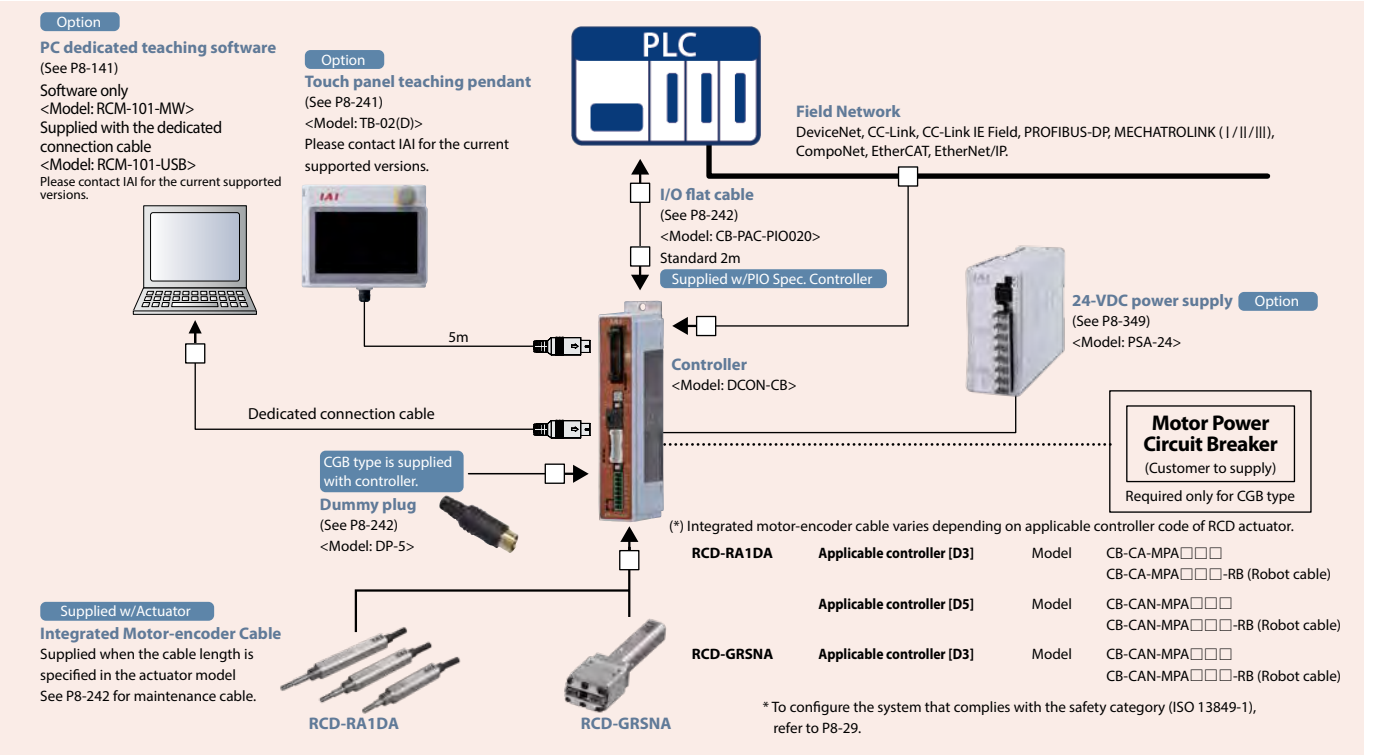 Option
PC dedicated teaching software
(See P8-141)
Software only
<Model: RCM-101-MW>
Supplied with the dedicated
connection cable
<Model: RCM-101-USB>
Please contact IAI for the current supported
versions.
Option
Touch panel teaching pendant
(See P8-241)
<Model: TB-02(D)>
Please contact IAI for the current
supported versions.
IAI
PLC
Field Network
DeviceNet, CC-Link, CC-Link IE Field, PROFIBUS-DP, MECHATROLINK (Ⅰ/Ⅱ/Ⅲ),
CompoNet, EtherCAT, EtherNet/IP.
I/O flat cable
(See P8-242)
<Model: CB-PAC-PIO020>
Standard 2m
Supplied w/PIO Spec. Controller
IAI
24-VDC power supply Option
(See P8-349)
<Model: PSA-24>
5m
IAI
Controller
<Model: DCON-CB>
Dedicated connection cable
Motor Power
Circuit Breaker
(Customer to supply)
Required only for CGB type
CGB type is supplied
with controller.
Dummy plug
(See P8-242)
<Model: DP-5>
(*) Integrated motor-encoder cable varies depending on applicable controller code of RCD actuator.
RCD-RA1DA Applicable controller [D3] Model CB-CA-MPA□□□
CB-CA-MPA□□□-RB (Robot cable)
Applicable controller [D5] Model CB-CAN-MPA□□□
CB-CAN-MPA□□□-RB (Robot cable)
RCD-GRSNA Applicable controller [D3] Model CB-CAN-MPA□□□
CB-CAN-MPA□□□-RB (Robot cable)
* To configure the system that complies with the safety category (ISO 13849-1),
refer to P8-29.
Supplied w/Actuator
Integrated Motor-encoder Cable
Supplied when the cable length is
specified in the actuator model
See P8-242 for maintenance cable.
RCD-RA1DA
RCD-GRSNA